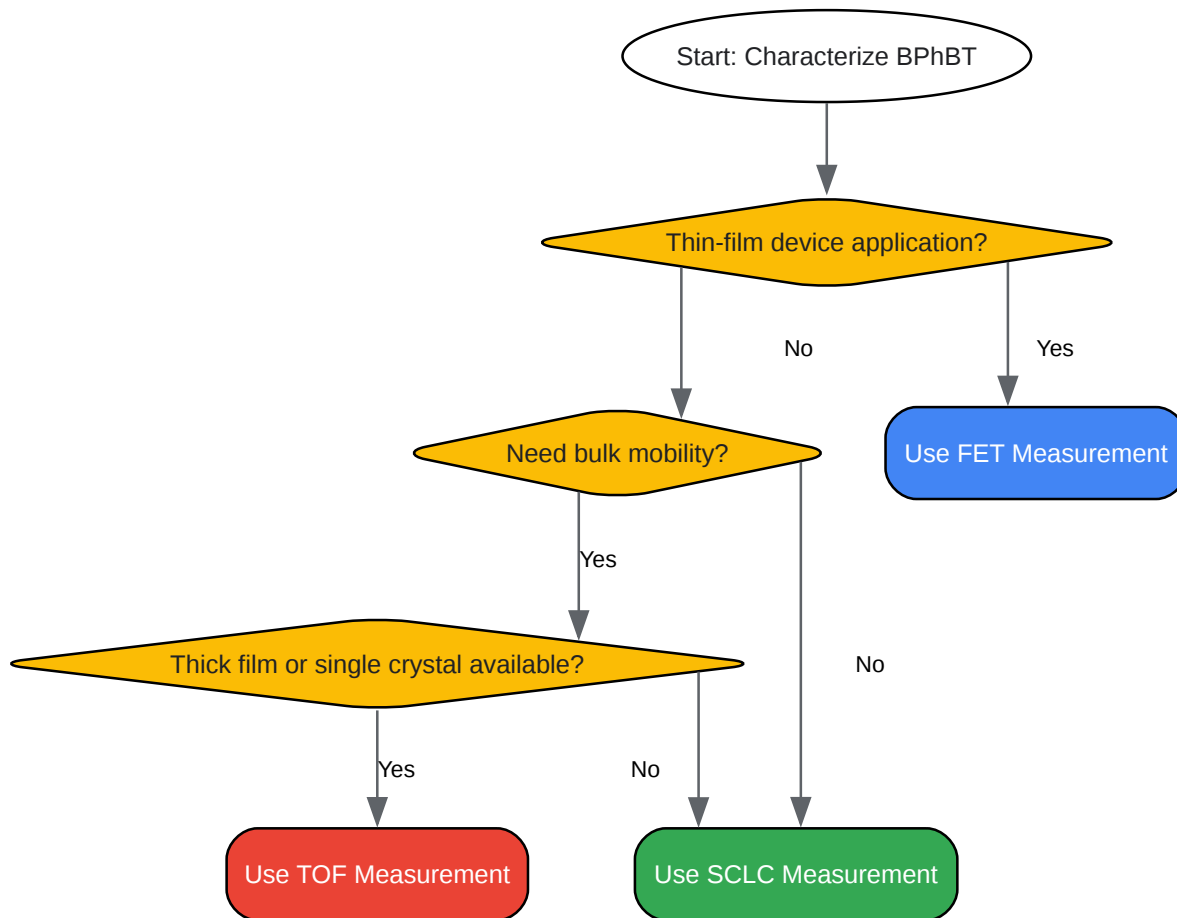 Start: Characterize BPhBT
Thin-film device application?
No
Yes
Need bulk mobility?
Use FET Measurement
Yes
Thick film or single crystal available?
No
Yes
No
Use TOF Measurement
Use SCLC Measurement